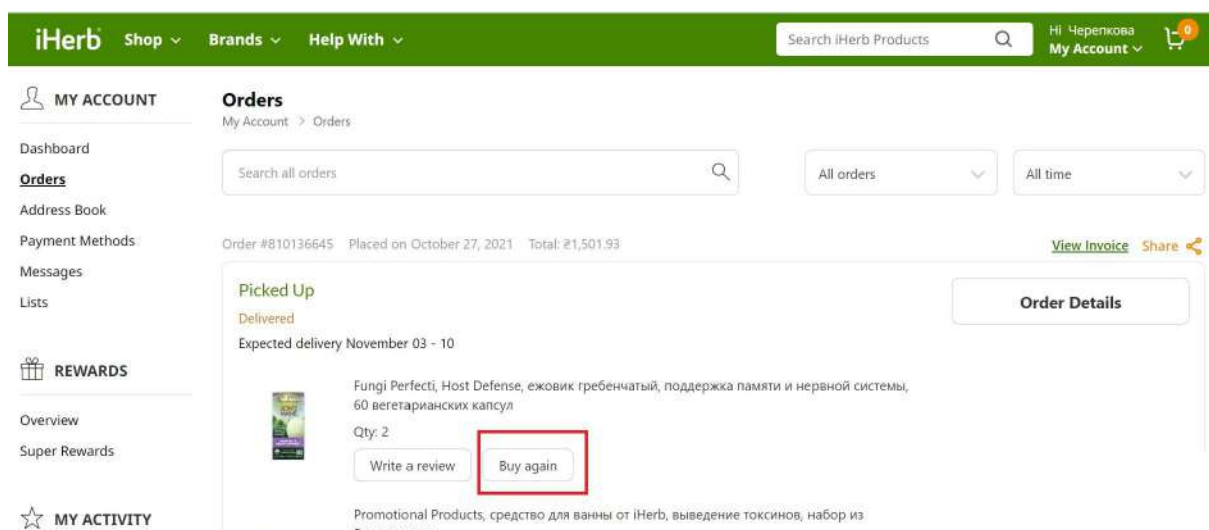 iHerb Shop Brands Help With Search iHerb Products Hi Черепкова
My Account 0
MY ACCOUNT
Dashboard
Orders
Address Book
Payment Methods
Messages
Lists
REWARDS
Overview
Super Rewards
MY ACTIVITY
Orders
My Account > Orders
Search all orders All orders All time
Order #810136645 Placed on October 27, 2021 Total: ₴1,501.93 View Invoice Share
Picked Up Order Details
Delivered
Expected delivery November 03 - 10
Fungi Perfecti, Host Defense, ежовик гребенчатый, поддержка памяти и нервной системы,
60 вегетарианских капсул
Qty: 2
Write a review Buy again
Promotional Products, средство для ванны от iHerb, выведение токсинов, набор из